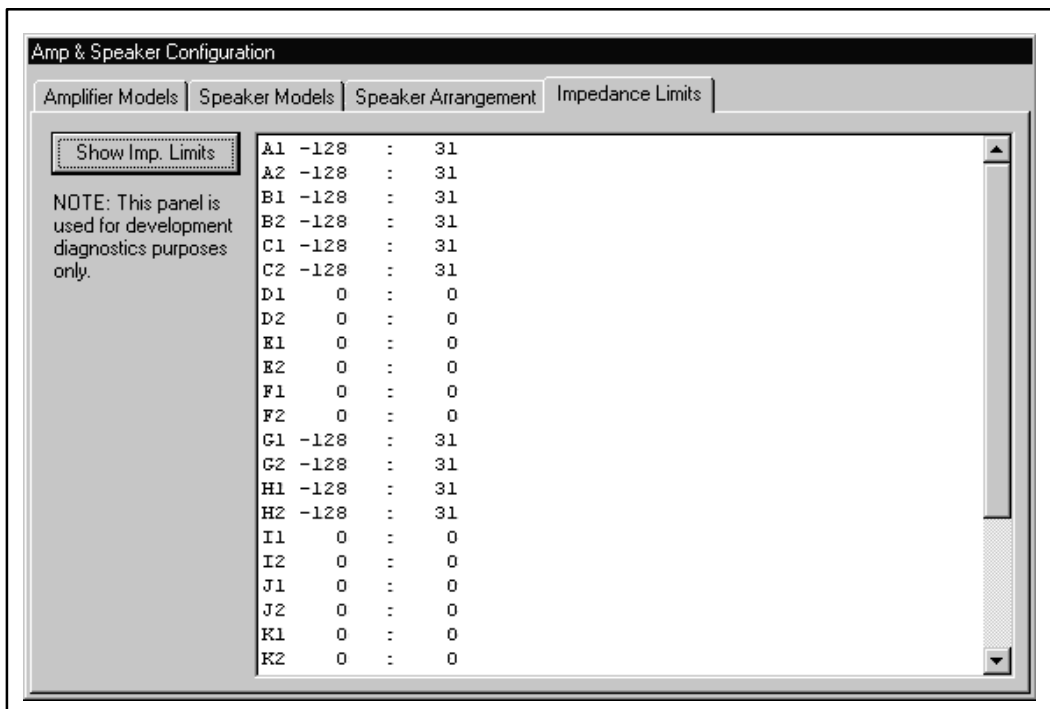 Amp & Speaker Configuration
Amplifier Models Speaker Models Speaker Arrangement Impedance Limits
Show Imp. Limits
NOTE: This panel is
used for development
diagnostics purposes
only.
A1 -128 : 31
A2 -128 : 31
B1 -128 : 31
B2 -128 : 31
C1 -128 : 31
C2 -128 : 31
D1 0 : 0
D2 0 : 0
E1 0 : 0
E2 0 : 0
F1 0 : 0
F2 0 : 0
G1 -128 : 31
G2 -128 : 31
H1 -128 : 31
H2 -128 : 31
I1 0 : 0
I2 0 : 0
J1 0 : 0
J2 0 : 0
K1 0 : 0
K2 0 : 0